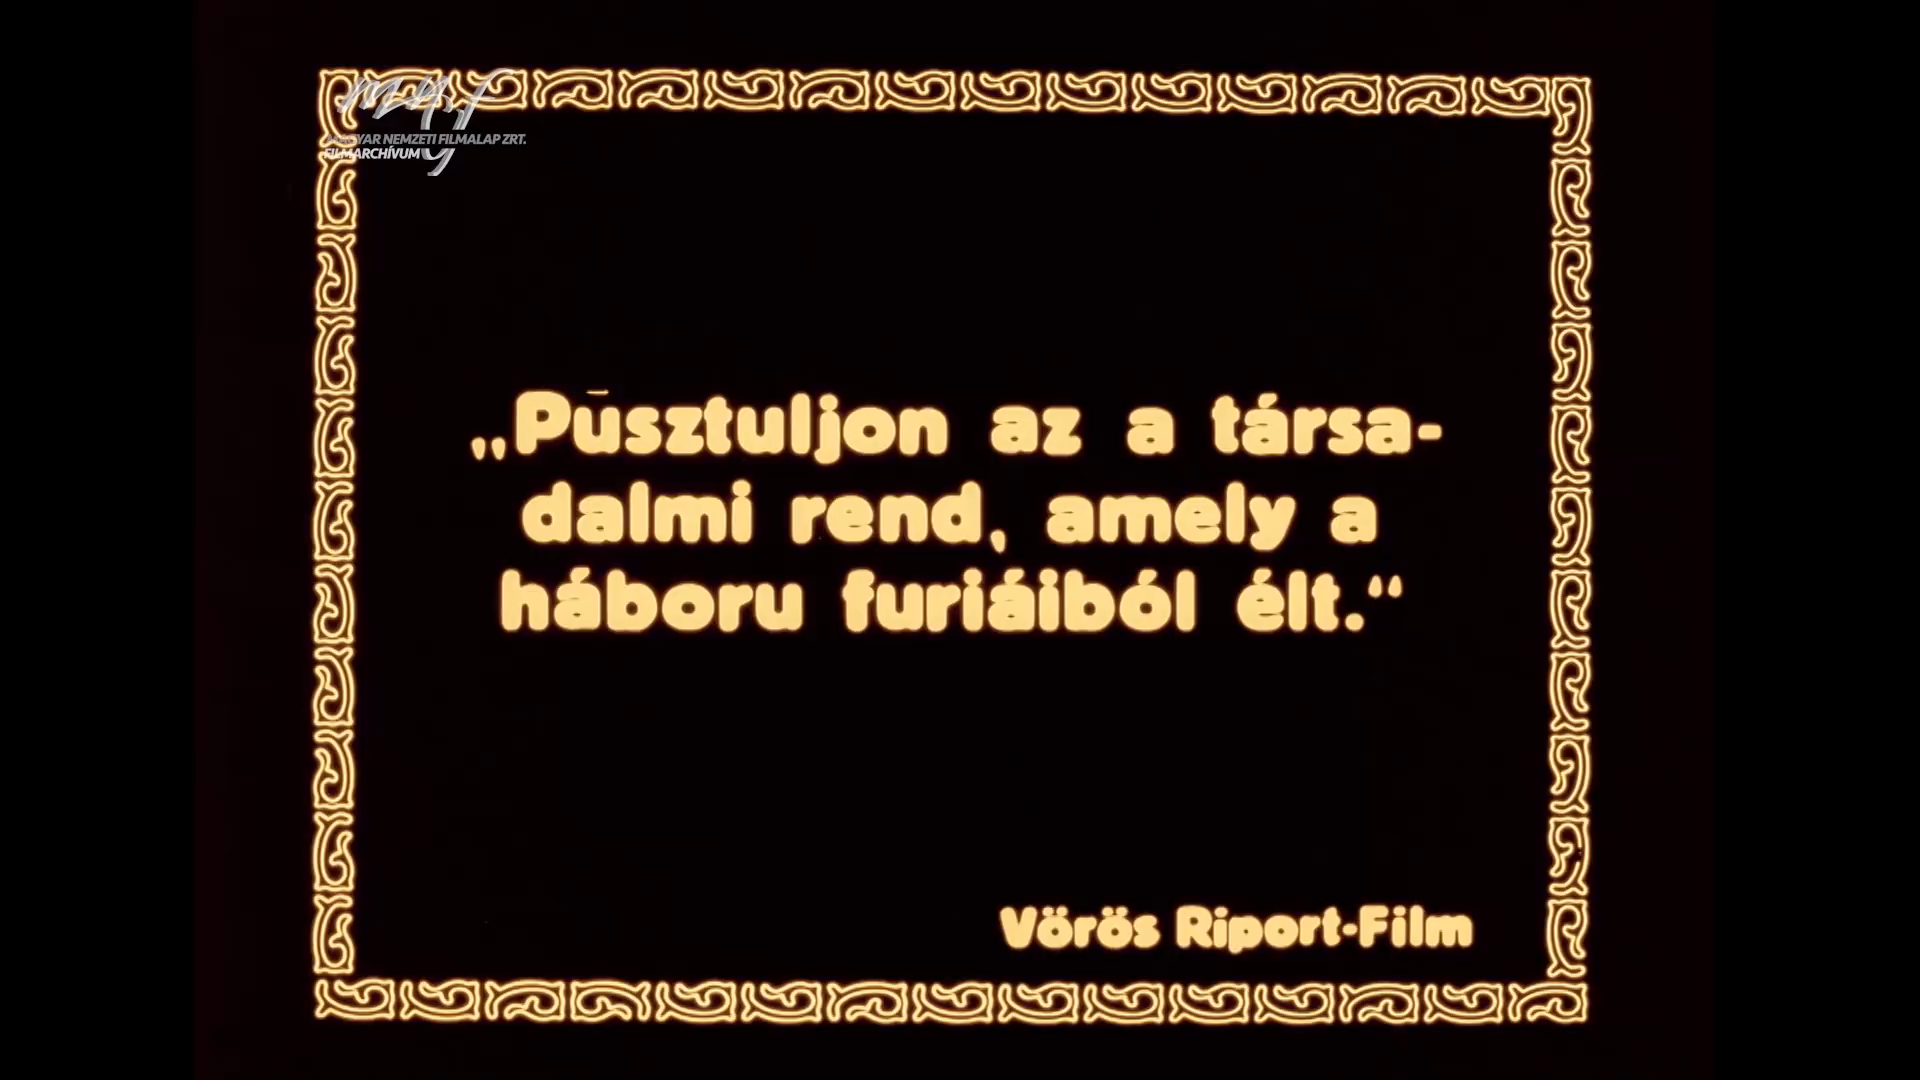 MAGYAR NEMZETI FILMALAP ZRT.
FILMARCHÍVUM
„Pusztuljon az a társa-
dalmi rend, amely a
háboru furiáiból élt.“
Vörös Riport-Film